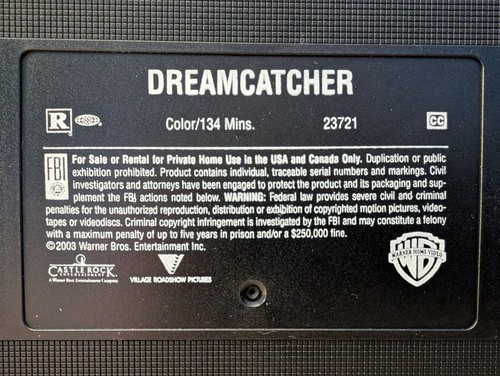 DREAMCATCHER
R Color/134 Mins. 23721 CC
FBI For Sale or Rental for Private Home Use in the USA and Canada Only. Duplication or public
exhibition prohibited. Product contains individual, traceable serial numbers and markings. Civil
investigators and attorneys have been engaged to protect the product and its packaging and sup-
plement the FBI actions noted below. WARNING: Federal law provides severe civil and criminal
penalties for the unauthorized reproduction, distribution or exhibition of copyrighted motion pictures, video-
tapes or videodiscs. Criminal copyright infringement is investigated by the FBI and may constitute a felony
with a maximum penalty of up to five years in prison and/or a $250,000 fine.
©2003 Warner Bros. Entertainment Inc.
CASTLE ROCK
ENTERTAINMENT
A Warner Bros. Entertainment Company
VILLAGE ROADSHOW PICTURES
WARNER HOME VIDEO